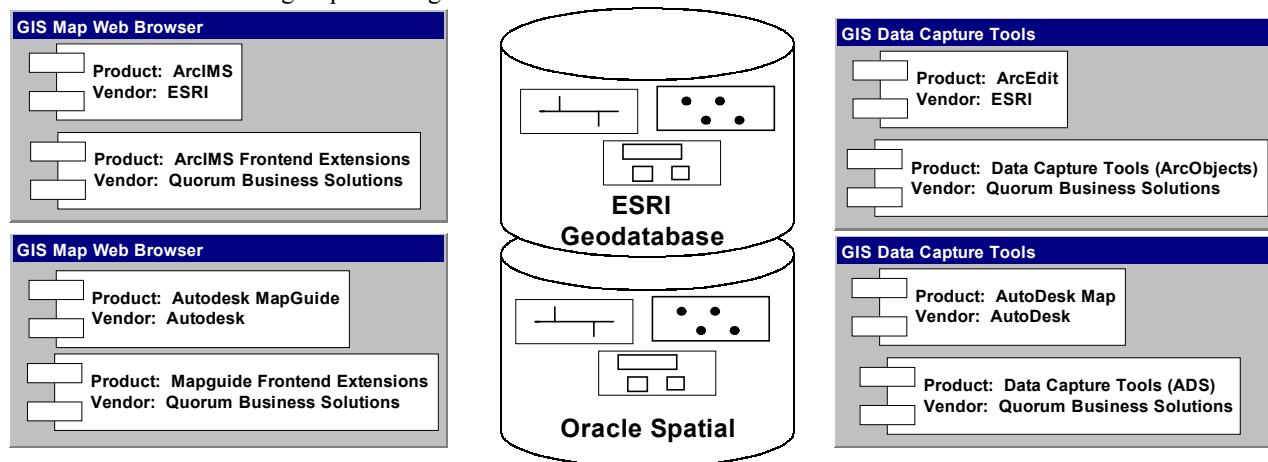 GIS Map Web Browser
Product: ArcIMS
Vendor: ESRI
Product: ArcIMS Frontend Extensions
Vendor: Quorum Business Solutions
GIS Map Web Browser
Product: Autodesk MapGuide
Vendor: Autodesk
Product: Mapguide Frontend Extensions
Vendor: Quorum Business Solutions
ESRI
Geodatabase
Oracle Spatial
GIS Data Capture Tools
Product: ArcEdit
Vendor: ESRI
Product: Data Capture Tools (ArcObjects)
Vendor: Quorum Business Solutions
GIS Data Capture Tools
Product: AutoDesk Map
Vendor: AutoDesk
Product: Data Capture Tools (ADS)
Vendor: Quorum Business Solutions